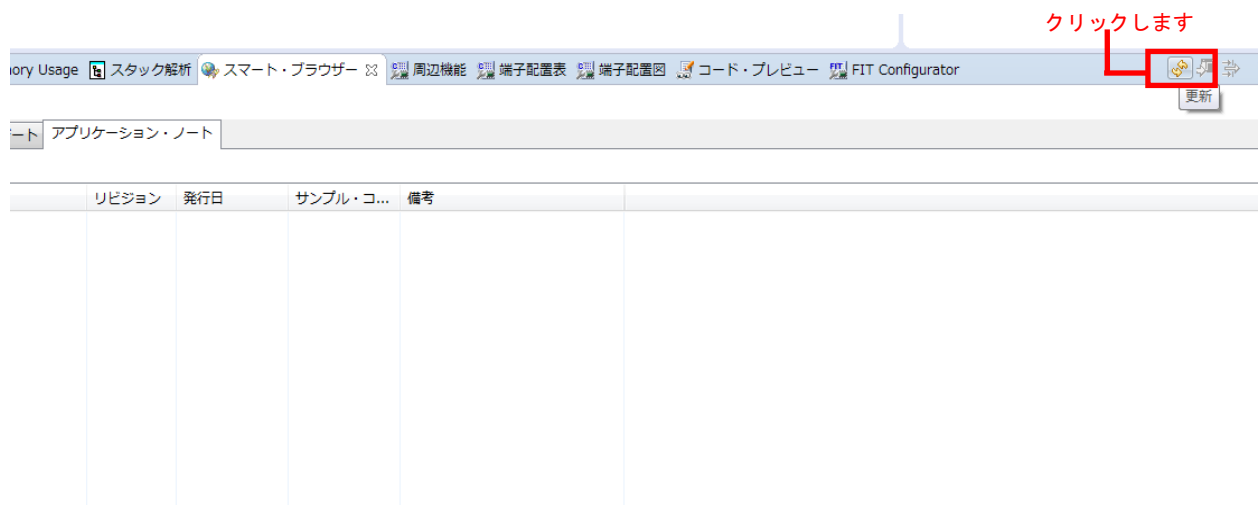 クリックします
ory Usage スタック解析 スマート・ブラウザー 周辺機能 端子配置表 端子配置図 コード・プレビュー FIT Configurator
更新
ート アプリケーション・ノート
リビジョン 発行日 サンプル・コ... 備考